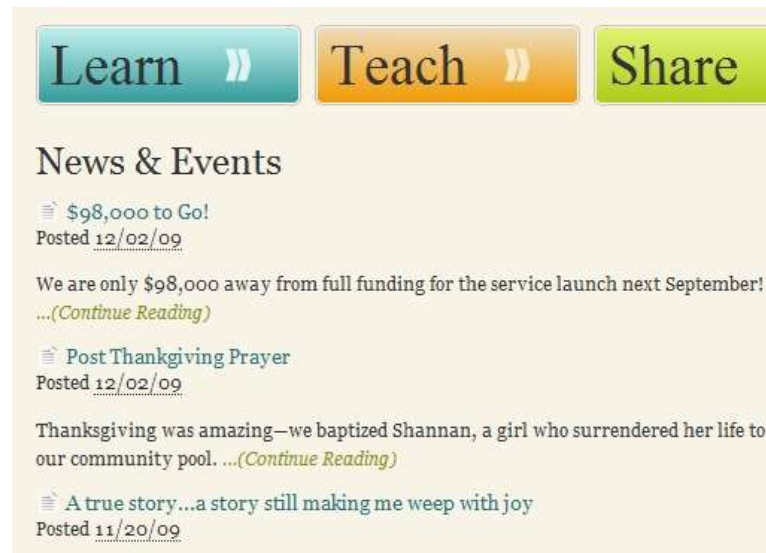 Learn » Teach » Share
News & Events
$98,000 to Go!
Posted 12/02/09
We are only $98,000 away from full funding for the service launch next September!
...(Continue Reading)
Post Thankgiving Prayer
Posted 12/02/09
Thanksgiving was amazing—we baptized Shannan, a girl who surrendered her life to
our community pool. ...(Continue Reading)
A true story...a story still making me weep with joy
Posted 11/20/09